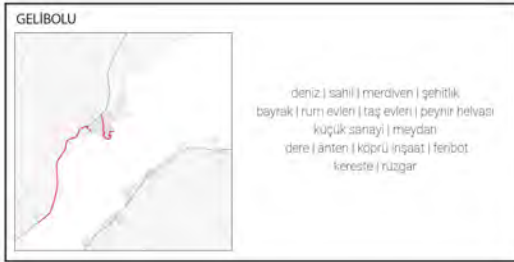 GELİBOLU
deniz | sahil | merdiven | şehitlik
bayrak | rum evleri | taş evleri | peynir helvası
küçük sanayi | meydan
dere | anten | köprü inşaat | feribot
kereste | rüzgar